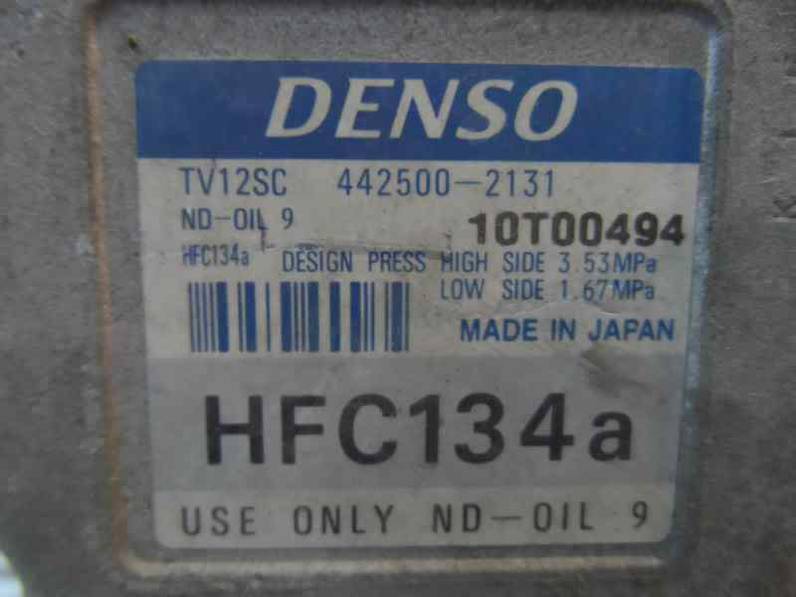 DENSO
TV12SC 442500-2131
ND-OIL 9 10T00494
HFC134a DESIGN PRESS HIGH SIDE 3.53MPa
LOW SIDE 1.67MPa
MADE IN JAPAN
HFC134a
USE ONLY ND-OIL 9